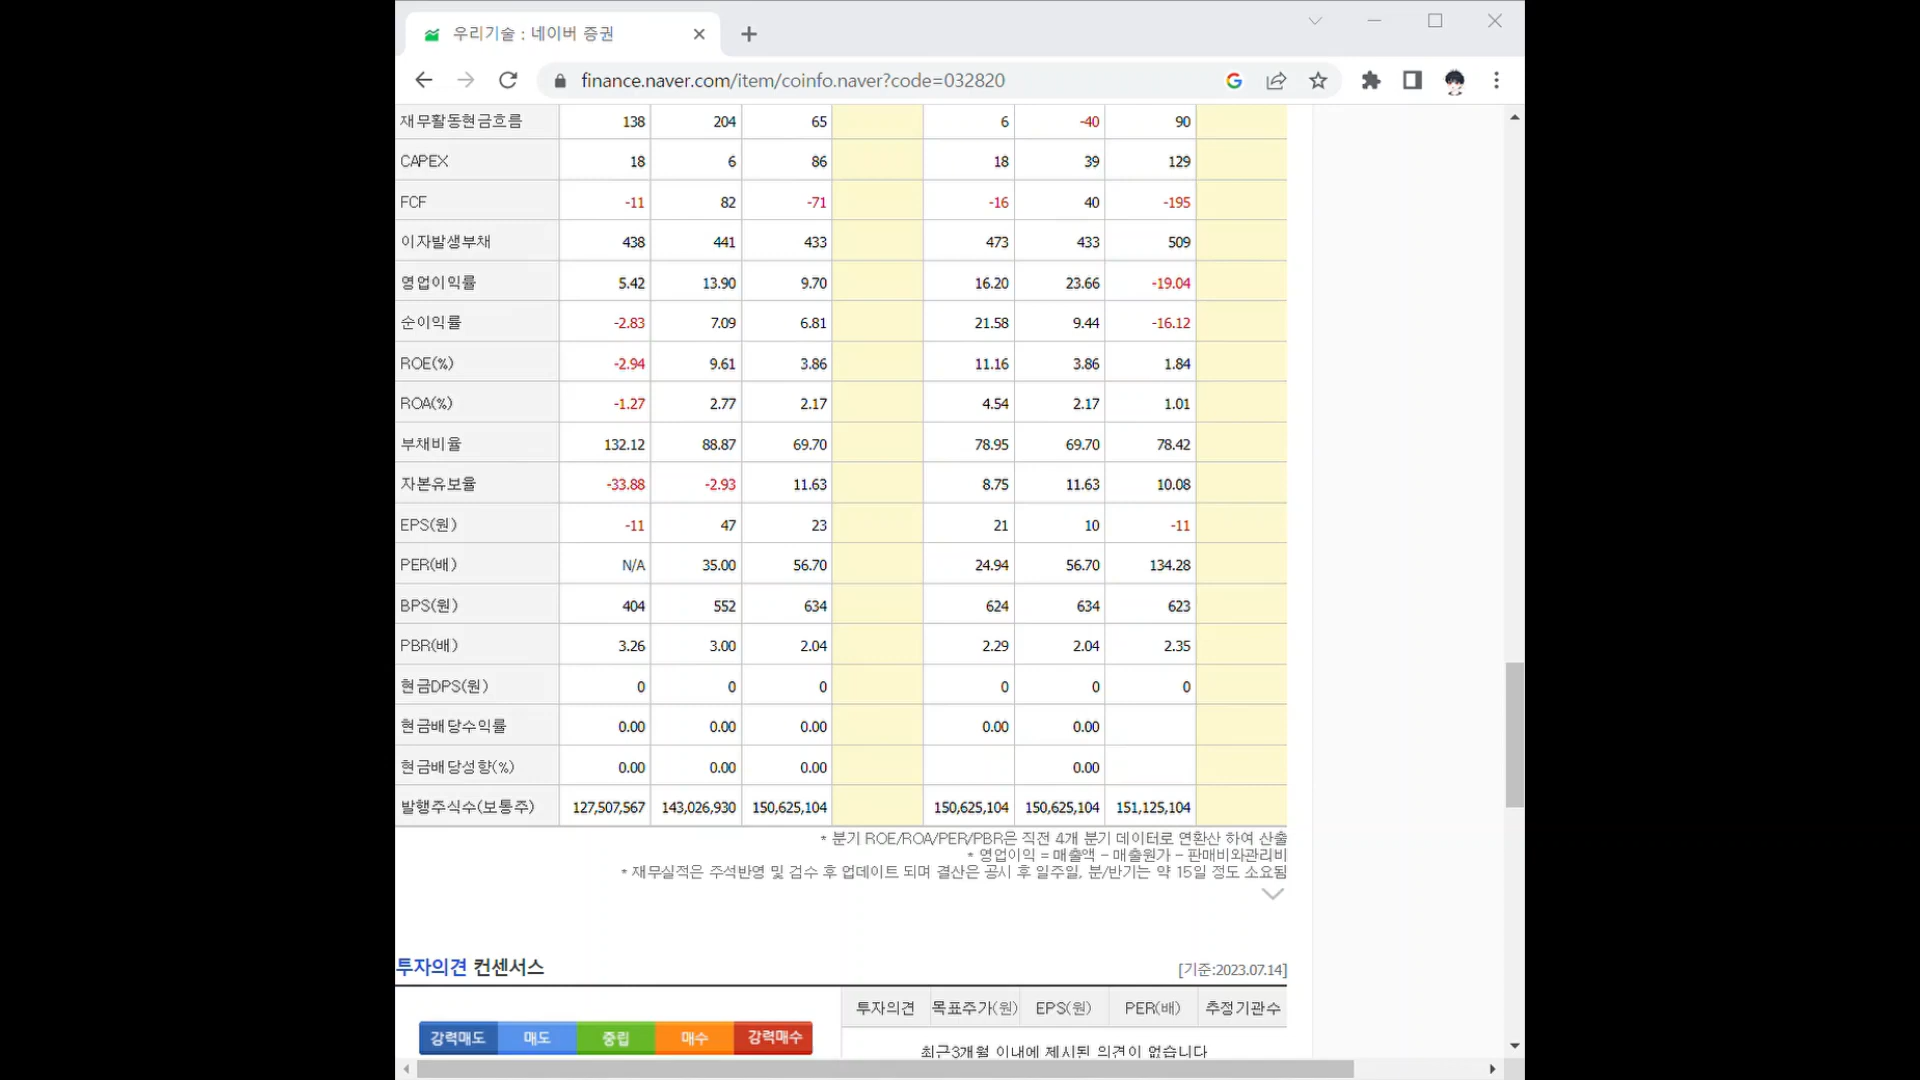 우리기술 : 네이버 증권
finance.naver.com/item/coinfo.naver?code=032820
재무활동현금흐름 138 204 65 6 -40 90
CAPEX 18 6 86 18 39 129
FCF -11 82 -71 -16 40 -195
이자발생부채 438 441 433 473 433 509
영업이익률 5.42 13.90 9.70 16.20 23.66 -19.04
순이익률 -2.83 7.09 6.81 21.58 9.44 -16.12
ROE(%) -2.94 9.61 3.86 11.16 3.86 1.84
ROA(%) -1.27 2.77 2.17 4.54 2.17 1.01
부채비율 132.12 88.87 69.70 78.95 69.70 78.42
자본유보율 -33.88 -2.93 11.63 8.75 11.63 10.08
EPS(원) -11 47 23 21 10 -11
PER(배) N/A 35.00 56.70 24.94 56.70 134.28
BPS(원) 404 552 634 624 634 623
PBR(배) 3.26 3.00 2.04 2.29 2.04 2.35
현금DPS(원) 0 0 0 0 0 0
현금배당수익률 0.00 0.00 0.00 0.00 0.00
현금배당성향(%) 0.00 0.00 0.00 0.00
발행주식수(보통주) 127,507,567 143,026,930 150,625,104 150,625,104 150,625,104 151,125,104
* 분기 ROE/ROA/PER/PBR은 직전 4개 분기 데이터로 연환산 하여 산출
* 영업이익 = 매출액 - 매출원가 - 판매비와관리비
* 재무실적은 주석반영 및 검수 후 업데이트 되며 결산은 공시 후 일주일, 분/반기는 약 15일 정도 소요됨
투자의견 컨센서스 [기준:2023.07.14]
투자의견 목표주가(원) EPS(원) PER(배) 추정기관수
강력매도 매도 중립 매수 강력매수
최근3개월 이내에 제시된 의견이 없습니다